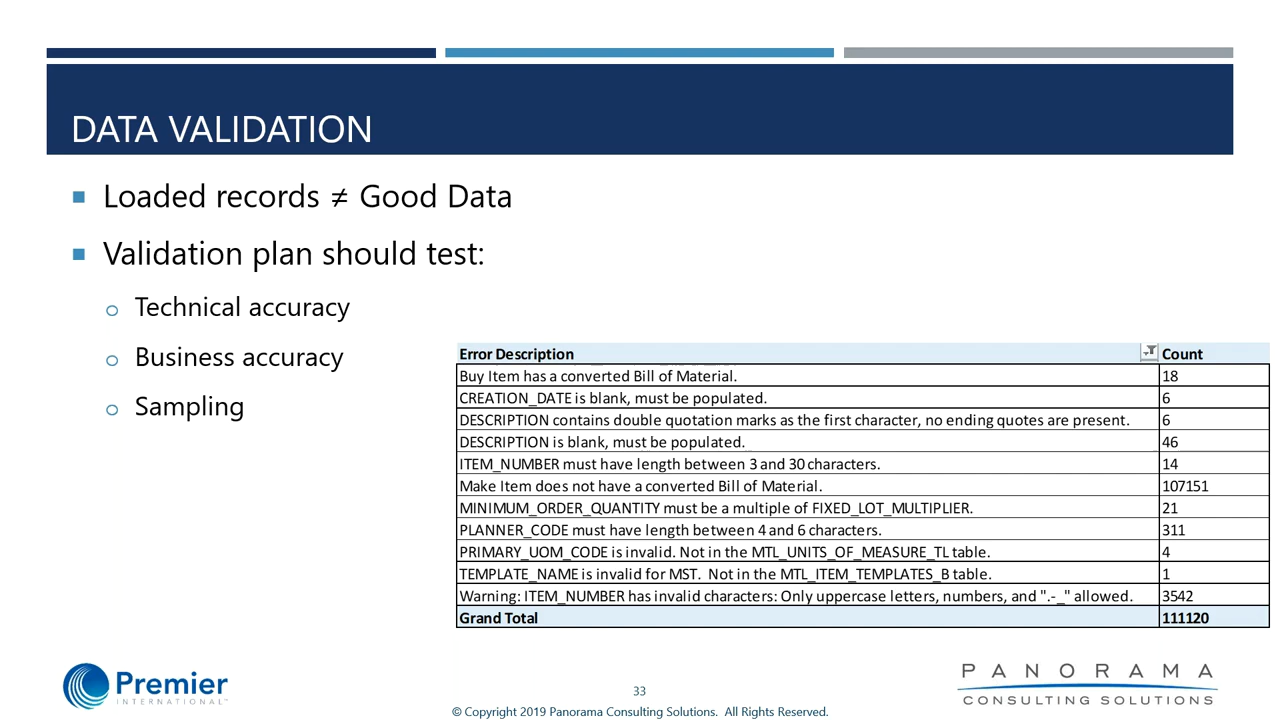 DATA VALIDATION
Loaded records ≠ Good Data
Validation plan should test:
Technical accuracy
Business accuracy
Sampling
Error Description Count
Buy Item has a converted Bill of Material. 18
CREATION_DATE is blank, must be populated. 6
DESCRIPTION contains double quotation marks as the first character, no ending quotes are present. 6
DESCRIPTION is blank, must be populated. 46
ITEM_NUMBER must have length between 3 and 30 characters. 14
Make Item does not have a converted Bill of Material. 107151
MINIMUM_ORDER_QUANTITY must be a multiple of FIXED_LOT_MULTIPLIER. 21
PLANNER_CODE must have length between 4 and 6 characters. 311
PRIMARY_UOM_CODE is invalid. Not in the MTL_UNITS_OF_MEASURE_TL table. 4
TEMPLATE_NAME is invalid for MST. Not in the MTL_ITEM_TEMPLATES_B table. 1
Warning: ITEM_NUMBER has invalid characters: Only uppercase letters, numbers, and ".-_" allowed. 3542
Grand Total 111120
Premier
INTERNATIONAL™
PANORAMA
CONSULTING SOLUTIONS
33
© Copyright 2019 Panorama Consulting Solutions. All Rights Reserved.